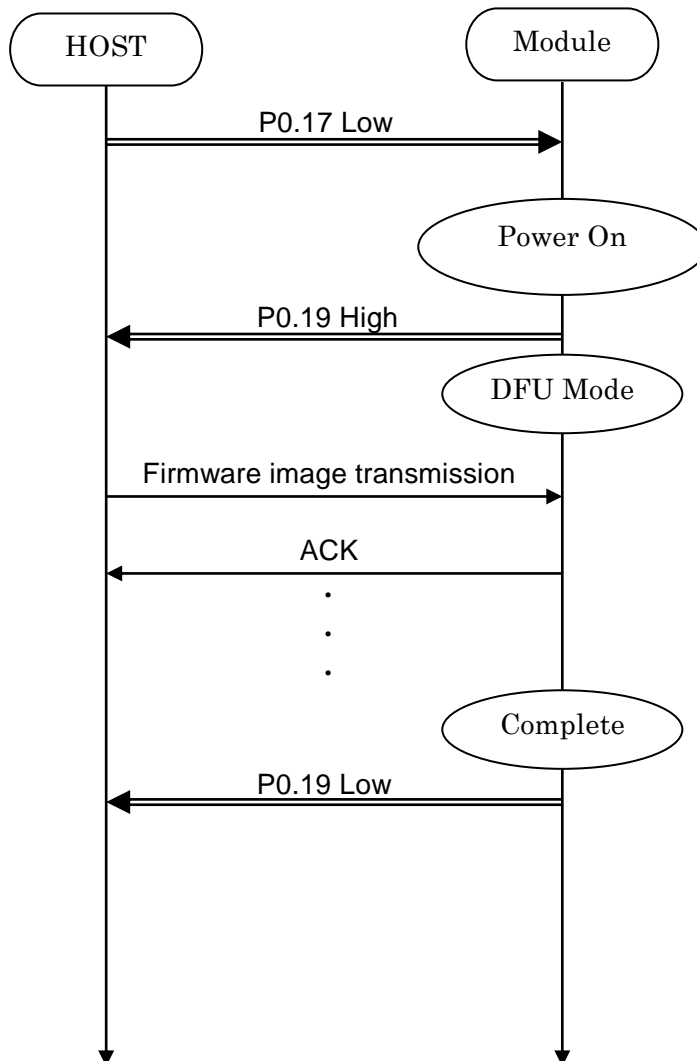 HOST
Module
P0.17 Low
Power On
P0.19 High
DFU Mode
Firmware image transmission
ACK
.
.
.
Complete
P0.19 Low